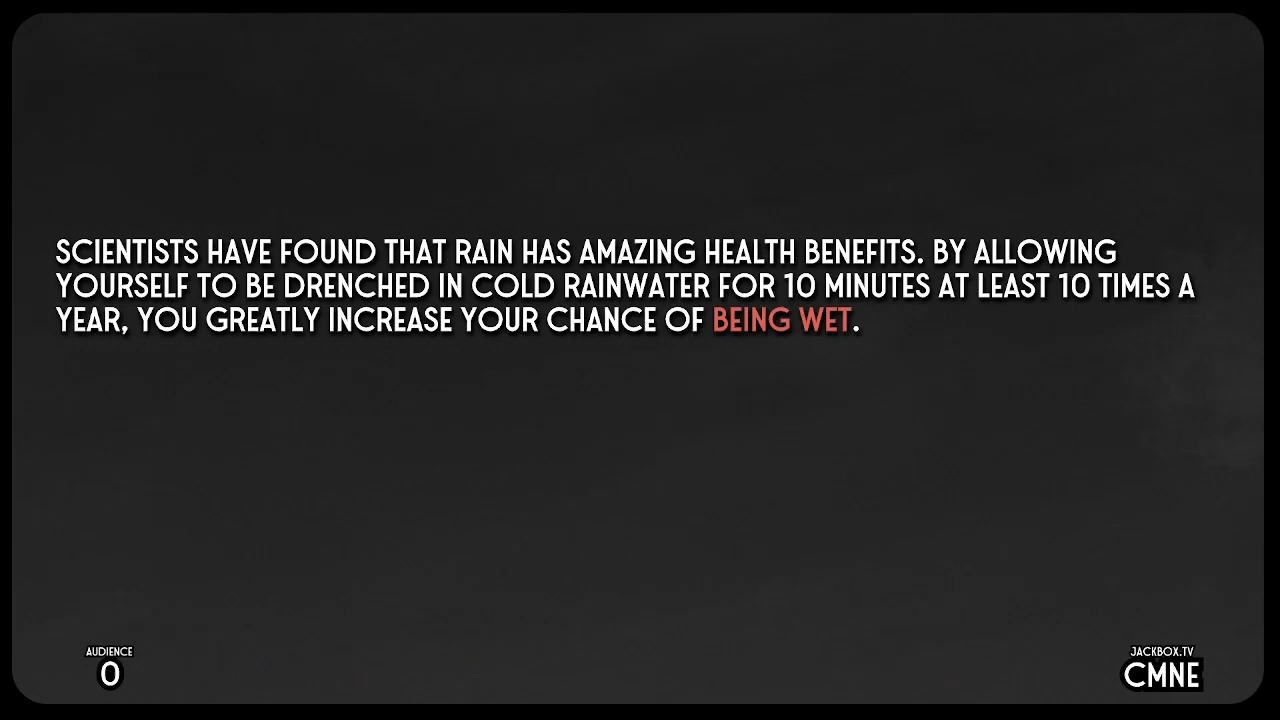 SCIENTISTS HAVE FOUND THAT RAIN HAS AMAZING HEALTH BENEFITS. BY ALLOWING
YOURSELF TO BE DRENCHED IN COLD RAINWATER FOR 10 MINUTES AT LEAST 10 TIMES A
YEAR, YOU GREATLY INCREASE YOUR CHANCE OF BEING WET.
AUDIENCE
0
JACKBOX.TV
CMNE